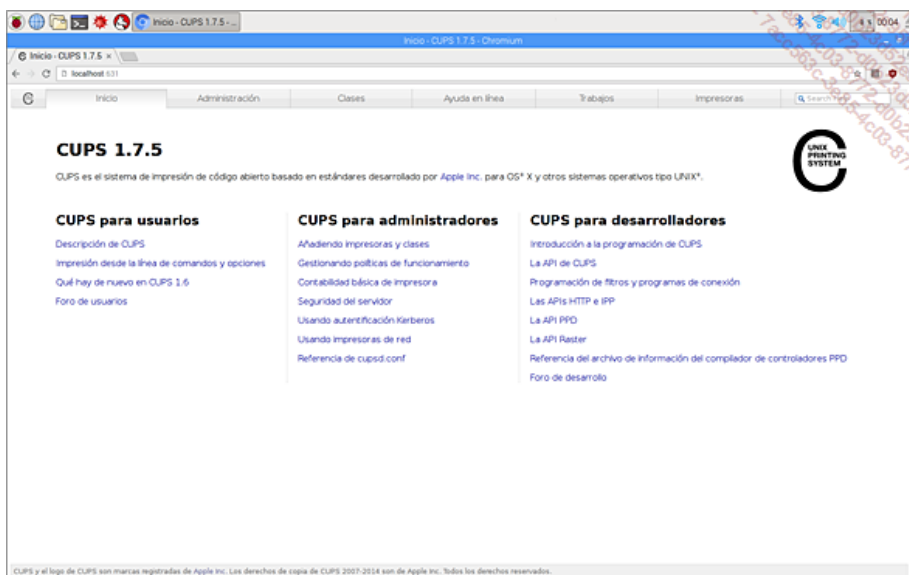 Inicio - CUPS 1.7.5 - ...
4 % 00:04
Inicio - CUPS 1.7.5 - Chromium
Inicio - CUPS 1.7.5
localhost:631
Inicio Administración Clases Ayuda en línea Trabajos Impresoras
UNIX
PRINTING
SYSTEM
CUPS 1.7.5
CUPS es el sistema de impresión de código abierto basado en estándares desarrollado por Apple Inc. para OS® X y otros sistemas operativos tipo UNIX®.
CUPS para usuarios
Descripción de CUPS
Impresión desde la línea de comandos y opciones
Qué hay de nuevo en CUPS 1.6
Foro de usuarios
CUPS para administradores
Añadiendo impresoras y clases
Gestionando políticas de funcionamiento
Contabilidad básica de impresora
Seguridad del servidor
Usando autentificación Kerberos
Usando impresoras de red
Referencia de cupsd.conf
CUPS para desarrolladores
Introducción a la programación de CUPS
La API de CUPS
Programación de filtros y programas de conexión
Las APIs HTTP e IPP
La API PPD
La API Raster
Referencia del archivo de información del compilador de controladores PPD
Foro de desarrollo
CUPS y el logo de CUPS son marcas registradas de Apple Inc. Los derechos de copia de CUPS 2007-2014 son de Apple Inc. Todos los derechos reservados.